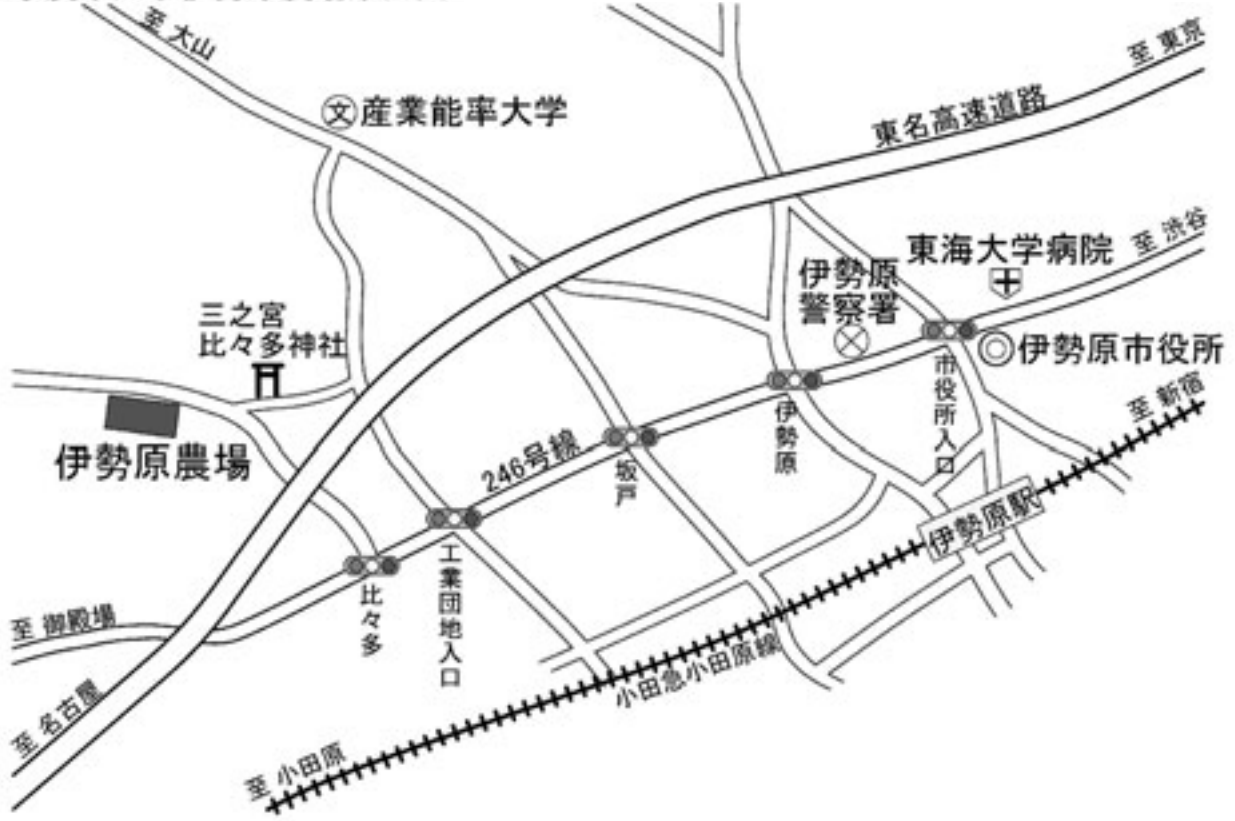 至 大山
文 産業能率大学
至 東京
東名高速道路
至 渋谷
東海大学病院
伊勢原
警察署
三之宮
比々多神社
伊勢原市役所
市役所入口
至 新宿
伊勢原
伊勢原農場
246号線
坂戸
伊勢原駅
工業団地入口
比々多
至 御殿場
小田急小田原線
至 名古屋
至 小田原